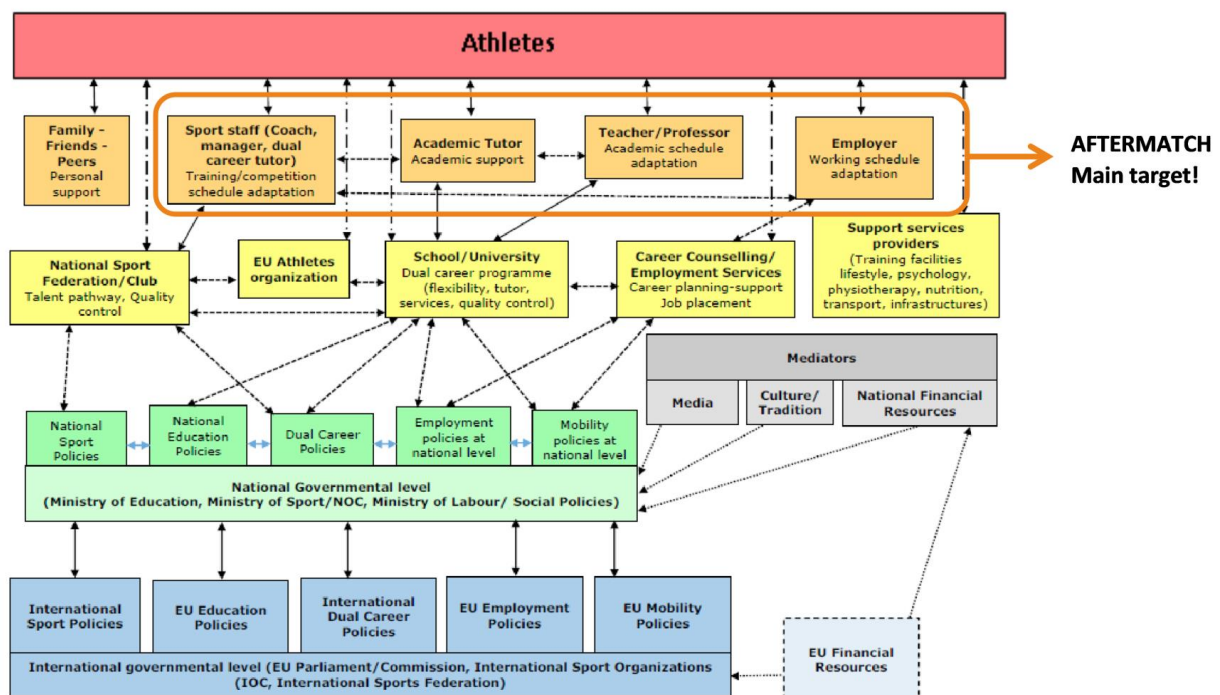 Athletes
Family -
Friends -
Peers
Personal
support
Sport staff (Coach,
manager, dual
career tutor)
Training/competition
schedule adaptation
Academic Tutor
Academic support
Teacher/Professor
Academic schedule
adaptation
Employer
Working schedule
adaptation
AFTERMATCH
Main target!
National Sport
Federation/Club
Talent pathway, Quality
control
EU Athletes
organization
School/University
Dual career programme
(flexibility, tutor,
services, quality control)
Career Counselling/
Employment Services
Career planning-support
Job placement
Support services
providers
(Training facilities
lifestyle, psychology,
physiotherapy, nutrition,
transport, infrastructures)
Mediators
Media
Culture/
Tradition
National Financial
Resources
National
Sport
Policies
National
Education
Policies
Dual Career
Policies
Employment
policies at
national level
Mobility
policies at
national level
National Governmental level
(Ministry of Education, Ministry of Sport/NOC, Ministry of Labour/ Social Policies)
International
Sport Policies
EU Education
Policies
International
Dual Career
Policies
EU Employment
Policies
EU Mobility
Policies
EU Financial
Resources
International governmental level (EU Parliament/Commission, International Sport Organizations
(IOC, International Sports Federation)